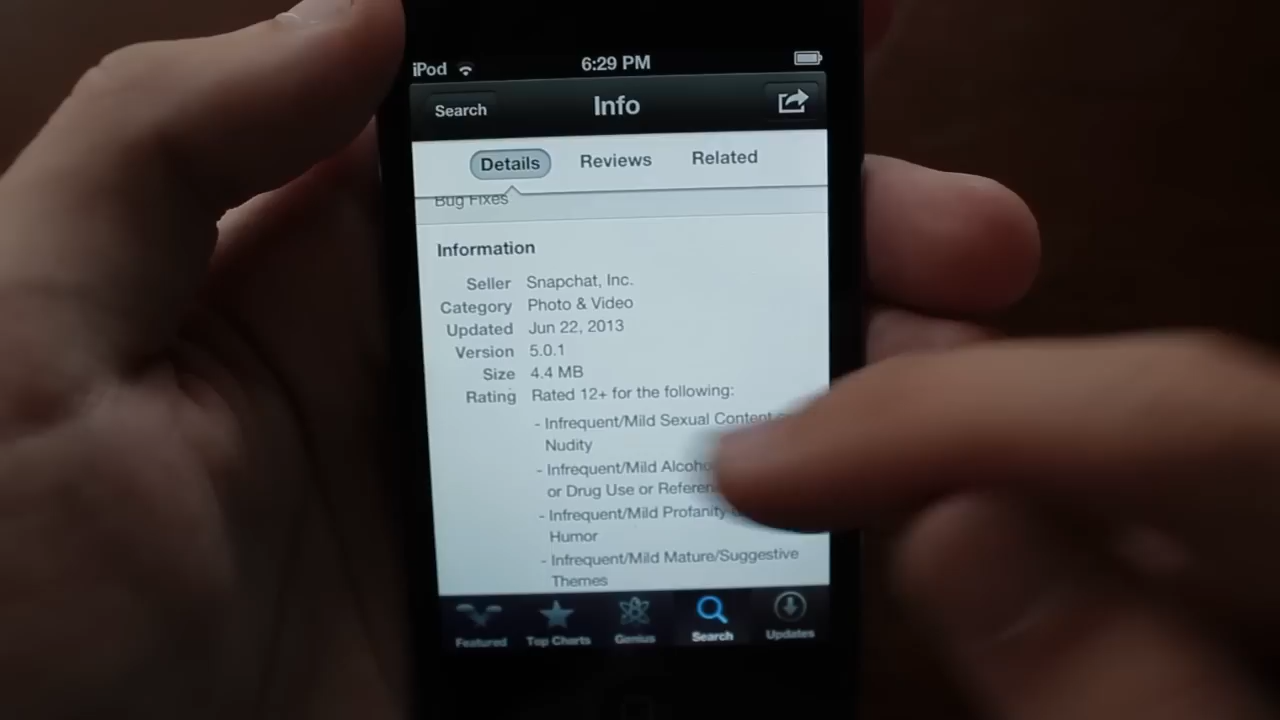 iPod 6:29 PM
Search Info
Details Reviews Related
Bug Fixes
Information
Seller Snapchat, Inc.
Category Photo & Video
Updated Jun 22, 2013
Version 5.0.1
Size 4.4 MB
Rating Rated 12+ for the following:
- Infrequent/Mild Sexual Content
Nudity
- Infrequent/Mild
or Drug Use or
- Infrequent/Mild Profanity
Humor
- Infrequent/Mild Mature/Suggestive
Themes
Featured Top Charts Genius Search Updates